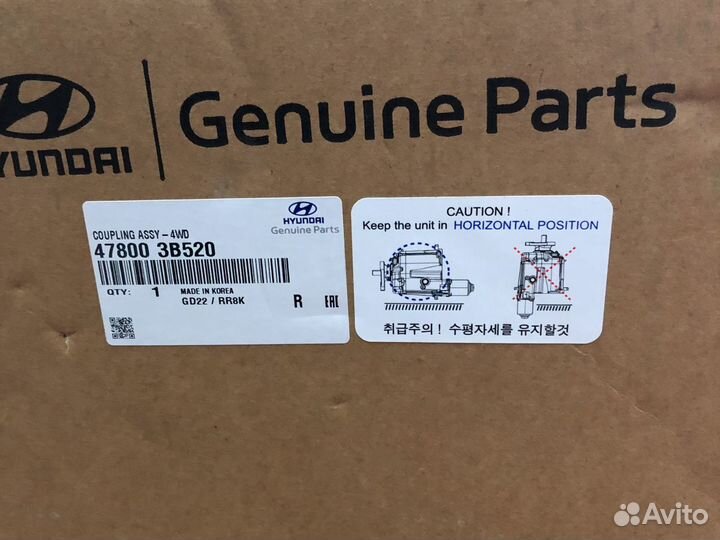 HYUNDAI
Genuine Parts
HYUNDAI
Genuine Parts
COUPLING ASSY-4WD
47800 3B520
QTY: 1 MADE IN KOREA
GD22 / RR8K R EAC
CAUTION !
Keep the unit in HORIZONTAL POSITION
취급주의 ! 수평자세를 유지할것
Avito